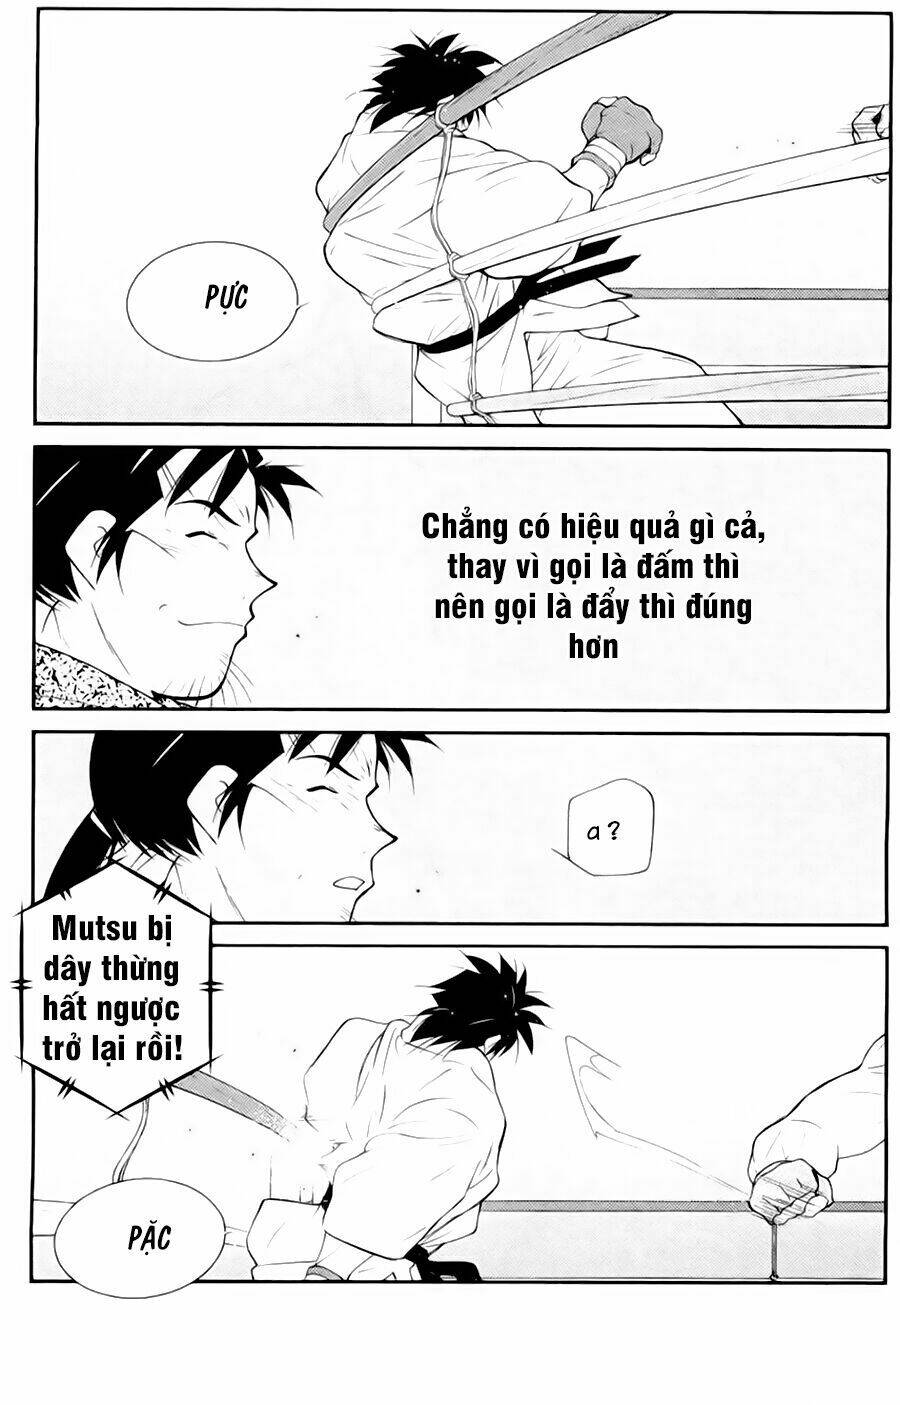 PỰC
Chẳng có hiệu quả gì cả,
thay vì gọi là đấm thì
nên gọi là đẩy thì đúng
hơn
a?
Mutsu bị
dây thừng
hất ngược
trở lại rồi!
PẶC